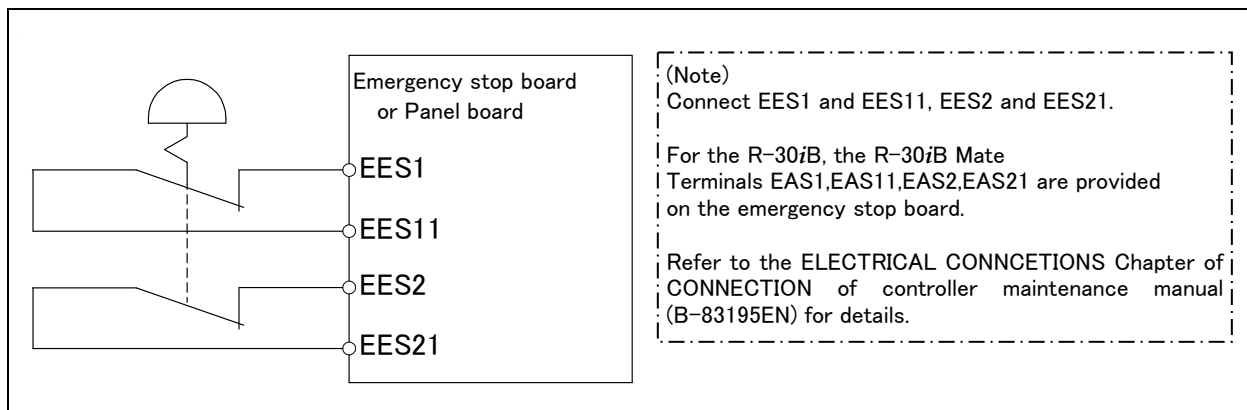 Emergency stop board
or Panel board
EES1
EES11
EES2
EES21
(Note)
Connect EES1 and EES11, EES2 and EES21.
For the R-30iB, the R-30iB Mate
Terminals EAS1,EAS11,EAS2,EAS21 are provided
on the emergency stop board.
Refer to the ELECTRICAL CONNCETIONS Chapter of
CONNECTION of controller maintenance manual
(B-83195EN) for details.